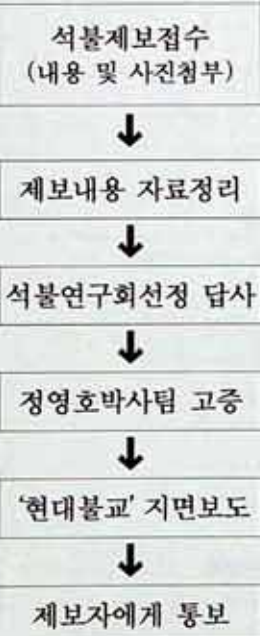 석불제보접수
(내용 및 사진첨부)
제보내용 자료정리
석불연구회선정 답사
정영호박사팀 고증
'현대불교' 지면보도
제보자에게 통보